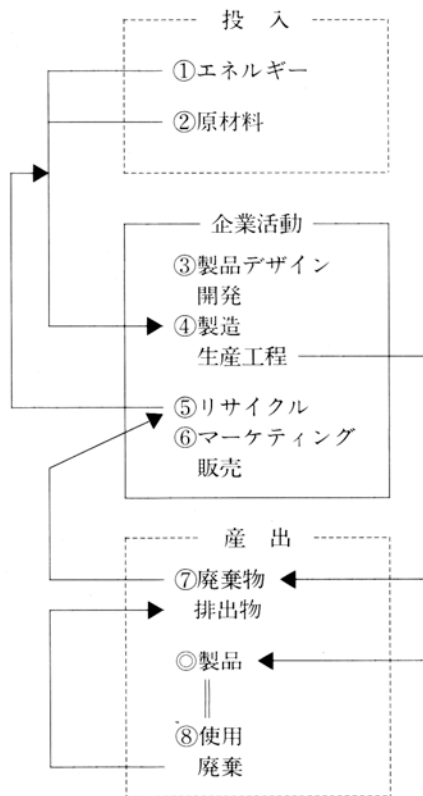 投 入
①エネルギー
②原材料
企業活動
③製品デザイン
開発
④製造
生産工程
⑤リサイクル
⑥マーケティング
販売
産 出
⑦廃棄物
排出物
◎製品
⑧使用
廃棄